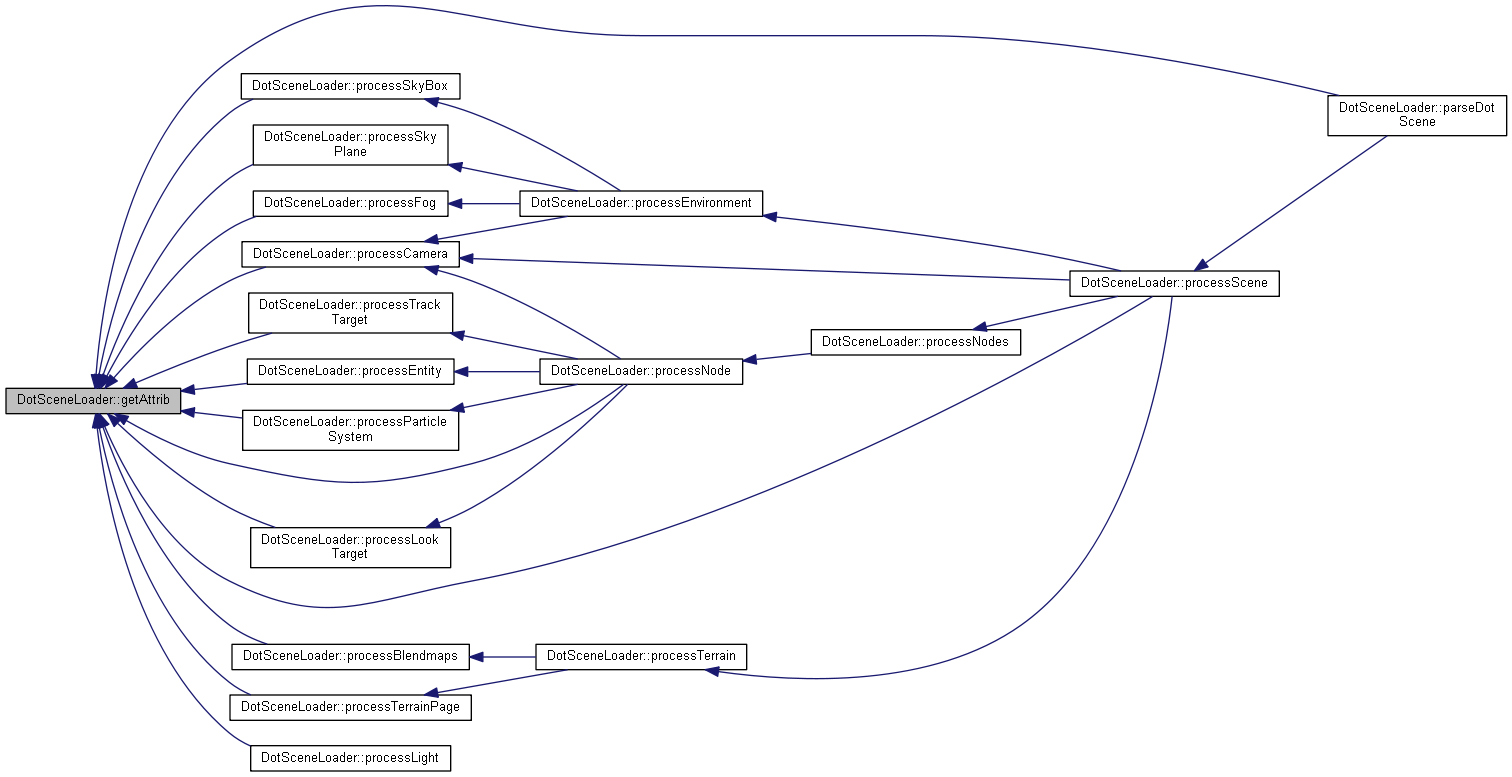 DotSceneLoader::getAttrib
DotSceneLoader::processSkyBox
DotSceneLoader::processSky
Plane
DotSceneLoader::processFog
DotSceneLoader::processCamera
DotSceneLoader::processTrack
Target
DotSceneLoader::processEntity
DotSceneLoader::processParticle
System
DotSceneLoader::processLook
Target
DotSceneLoader::processBlendmaps
DotSceneLoader::processTerrainPage
DotSceneLoader::processLight
DotSceneLoader::processEnvironment
DotSceneLoader::processNode
DotSceneLoader::processTerrain
DotSceneLoader::processNodes
DotSceneLoader::processScene
DotSceneLoader::parseDot
Scene